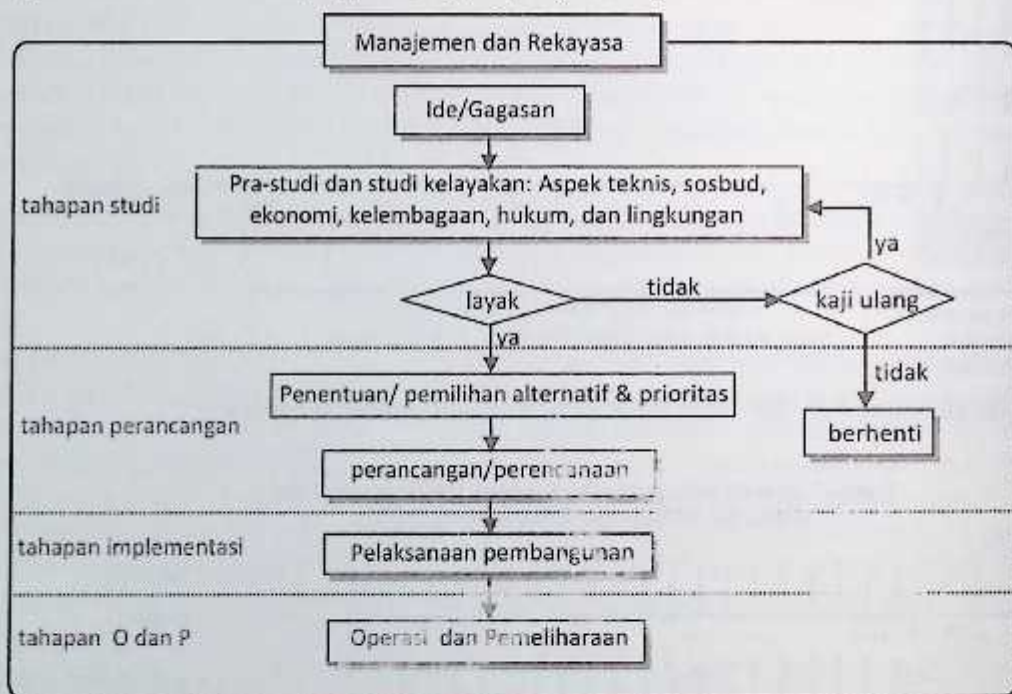 Manajemen dan Rekayasa
Ide/Gagasan
tahapan studi
Pra-studi dan studi kelayakan: Aspek teknis, sosbud,
ekonomi, kelembagaan, hukum, dan lingkungan
ya
layak
tidak
kaji ulang
ya
tidak
tahapan perancangan
Penentuan/ pemilihan alternatif & prioritas
berhenti
perancangan/perencanaan
tahapan implementasi
Pelaksanaan pembangunan
tahapan O dan P
Operasi dan Pemeliharaan